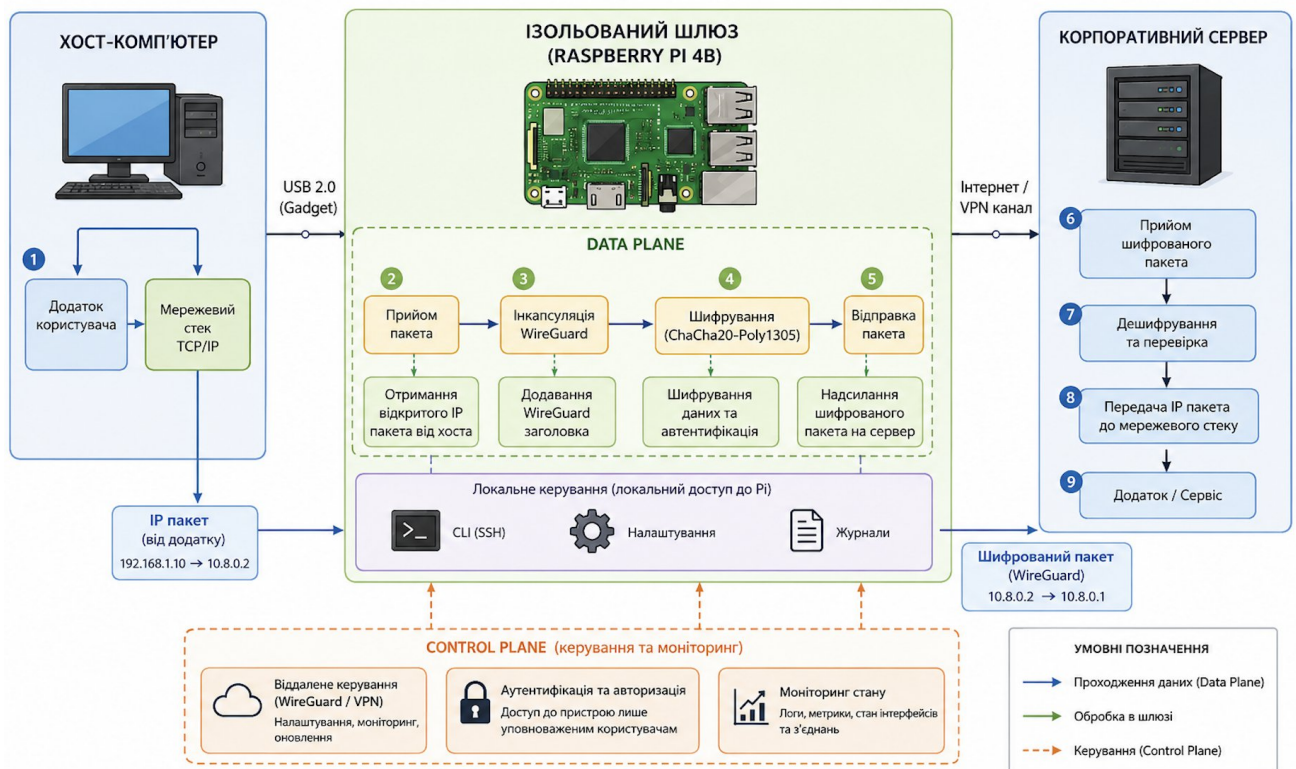 ХОСТ-КОМП'ЮТЕР
USB 2.0
(Gadget)
1
Додаток
користувача
Мережевий
стек
TCP/IP
IP пакет
(від додатку)
192.168.1.10 → 10.8.0.2
ІЗОЛЬОВАНИЙ ШЛЮЗ
(RASPBERRY PI 4B)
DATA PLANE
2
3
4
5
Прийом
пакета
Інкапсуляція
WireGuard
Шифрування
(ChaCha20-Poly1305)
Відправка
пакета
Отримання
відкритого IP
пакета від хоста
Додавання
WireGuard
заголовка
Шифрування
даних та
автентифікація
Надсилання
шифрованого
пакета на сервер
Локальне керування (локальний доступ до Pi)
>_
CLI (SSH)
Налаштування
Журнали
Інтернет /
VPN канал
КОРПОРАТИВНИЙ СЕРВЕР
6
Прийом
шифрованого
пакета
7
Дешифрування
та перевірка
8
Передача IP пакета
до мережевого стеку
9
Додаток / Сервіс
Шифрований пакет
(WireGuard)
10.8.0.2 → 10.8.0.1
CONTROL PLANE (керування та моніторинг)
Віддалене керування
(WireGuard / VPN)
Налаштування, моніторинг,
оновлення
Аутентифікація та авторизація
Доступ до пристрою лише
уповноваженим користувачам
Моніторинг стану
Логи, метрики, стан інтерфейсів
та з'єднань
УМОВНІ ПОЗНАЧЕННЯ
Проходження даних (Data Plane)
Обробка в шлюзі
Керування (Control Plane)